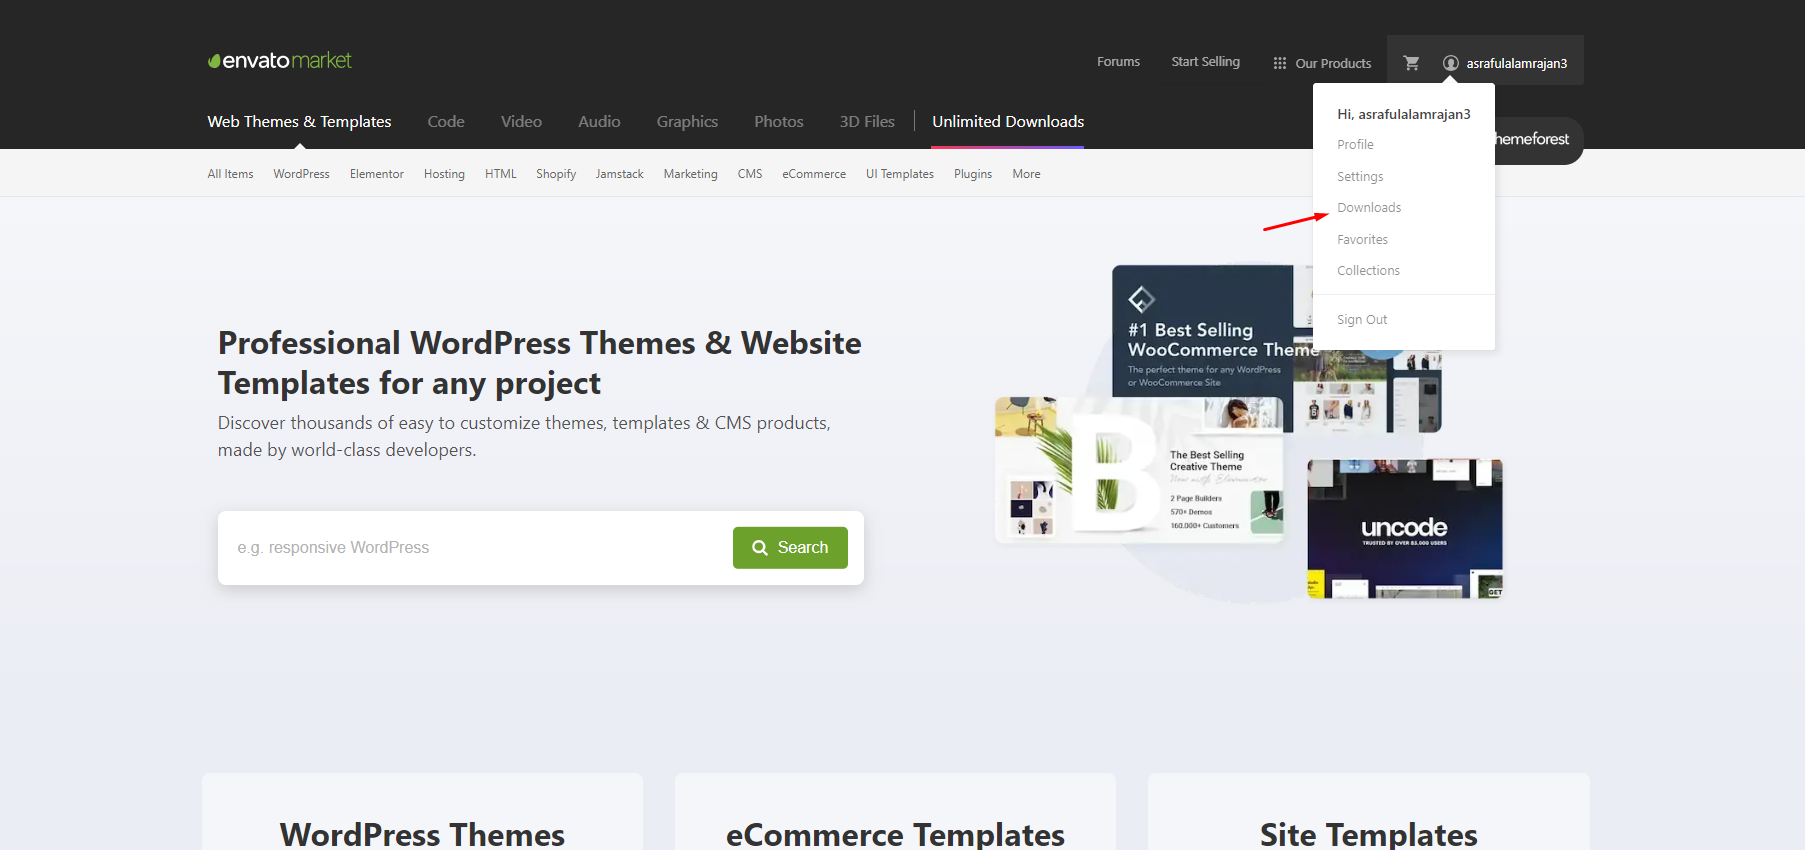 envatomarket
Forums
Start Selling
Our Products
asrafulalamrajan3
Web Themes & Templates
Code
Video
Audio
Graphics
Photos
3D Files
Unlimited Downloads
Hi, asrafulalamrajan3
Profile
Settings
Downloads
Favorites
Collections
Sign Out
hemeforest
All Items
WordPress
Elementor
Hosting
HTML
Shopify
Jamstack
Marketing
CMS
eCommerce
UI Templates
Plugins
More
Professional WordPress Themes & Website
Templates for any project
Discover thousands of easy to customize themes, templates & CMS products,
made by world-class developers.
e.g. responsive WordPress
Search
#1 Best Selling
WooCommerce Theme
The perfect theme for any WordPress
or WooCommerce Site
B
The Best Selling
Creative Theme
Now with Elementor
2 Page Builders
570+ Demos
160.000+ Customers
uncode
TRUSTED BY OVER 85.000 USERS
GET
WordPress Themes
eCommerce Templates
Site Templates